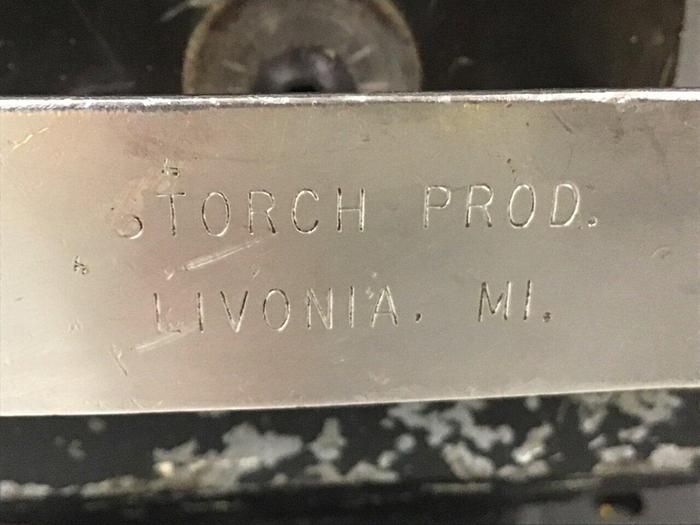 STORCH PROD.
LIVONIA, MI.